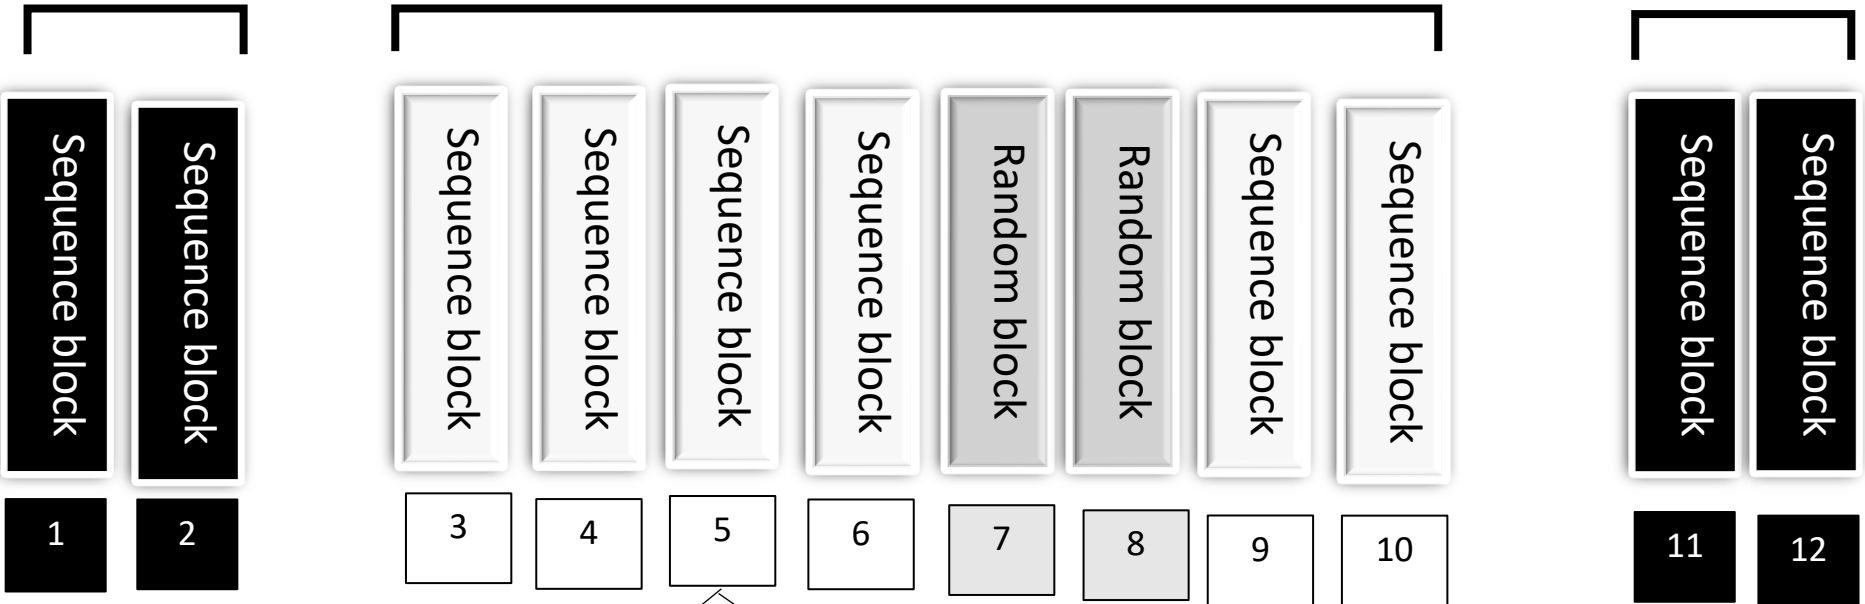 Sequence block
Sequence block
Sequence block
Sequence block
Sequence block
Sequence block
Random block
Random block
Sequence block
Sequence block
Sequence block
Sequence block
1
2
3
4
5
6
7
8
9
10
11
12